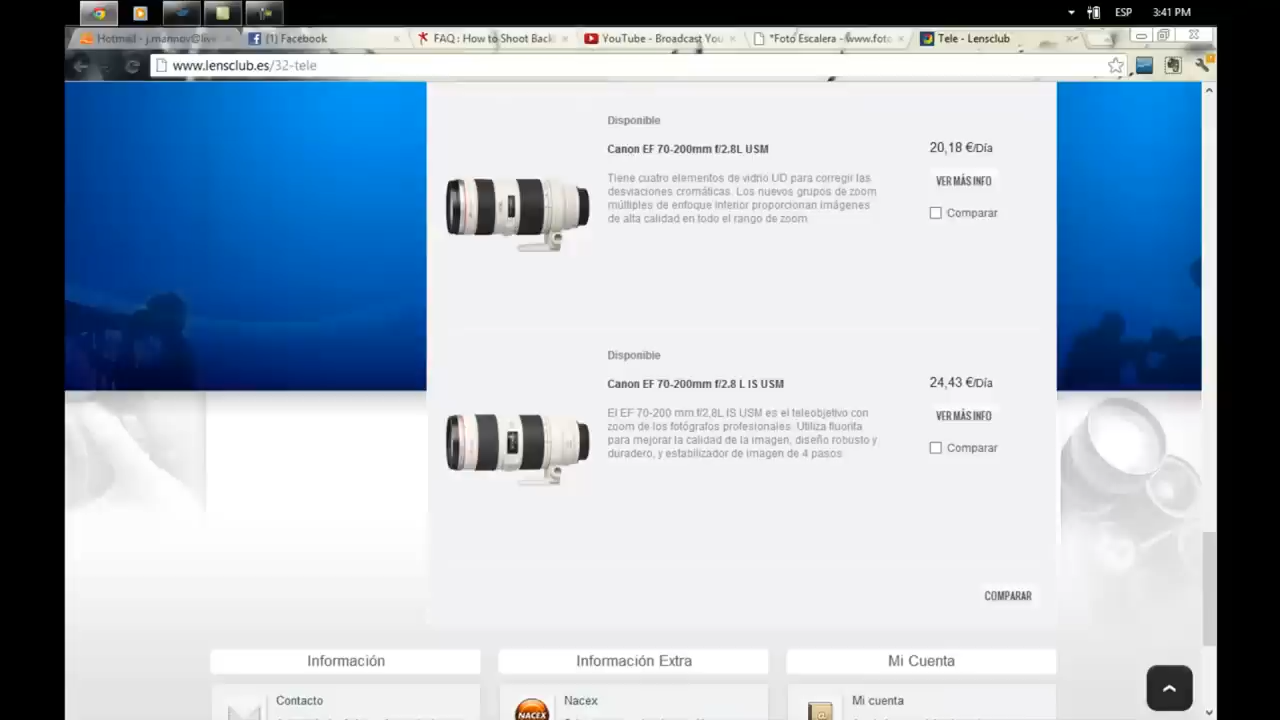 ESP
3:41 PM
Hotmail - j.mannov@live
(1) Facebook
FAQ : How to Shoot Back
YouTube - Broadcast You
*Foto Escalera - www.foto
Tele - Lensclub
www.lensclub.es/32-tele
Disponible
Canon EF 70-200mm f/2.8L USM
20,18 €/Día
Tiene cuatro elementos de vidrio UD para corregir las
desviaciones cromáticas. Los nuevos grupos de zoom
múltiples de enfoque interior proporcionan imágenes
de alta calidad en todo el rango de zoom
VER MÁS INFO
Comparar
Disponible
Canon EF 70-200mm f/2.8 L IS USM
24,43 €/Día
El EF 70-200 mm f/2,8L IS USM es el teleobjetivo con
zoom de los fotógrafos profesionales. Utiliza fluorita
para mejorar la calidad de la imagen, diseño robusto y
duradero, y estabilizador de imagen de 4 pasos
VER MÁS INFO
Comparar
COMPARAR
Información
Información Extra
Mi Cuenta
Contacto
Nacex
Mi cuenta
NACEX